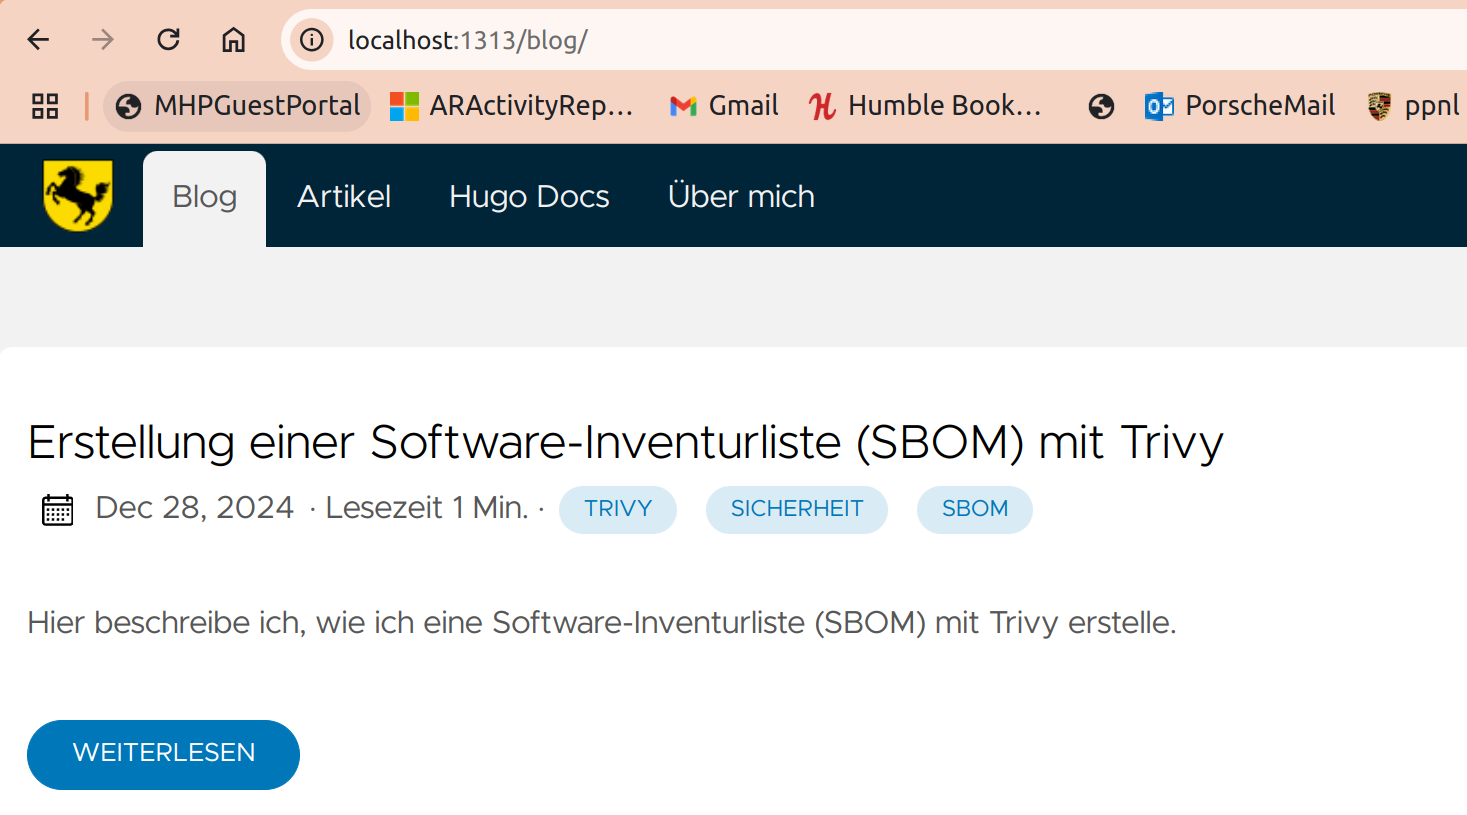 localhost:1313/blog/
MHPGuestPortal ARActivityRep... Gmail Humble Book... PorscheMail ppnl
Blog Artikel Hugo Docs Über mich
Erstellung einer Software-Inventurliste (SBOM) mit Trivy
Dec 28, 2024 · Lesezeit 1 Min. · TRIVY SICHERHEIT SBOM
Hier beschreibe ich, wie ich eine Software-Inventurliste (SBOM) mit Trivy erstelle.
WEITERLESEN